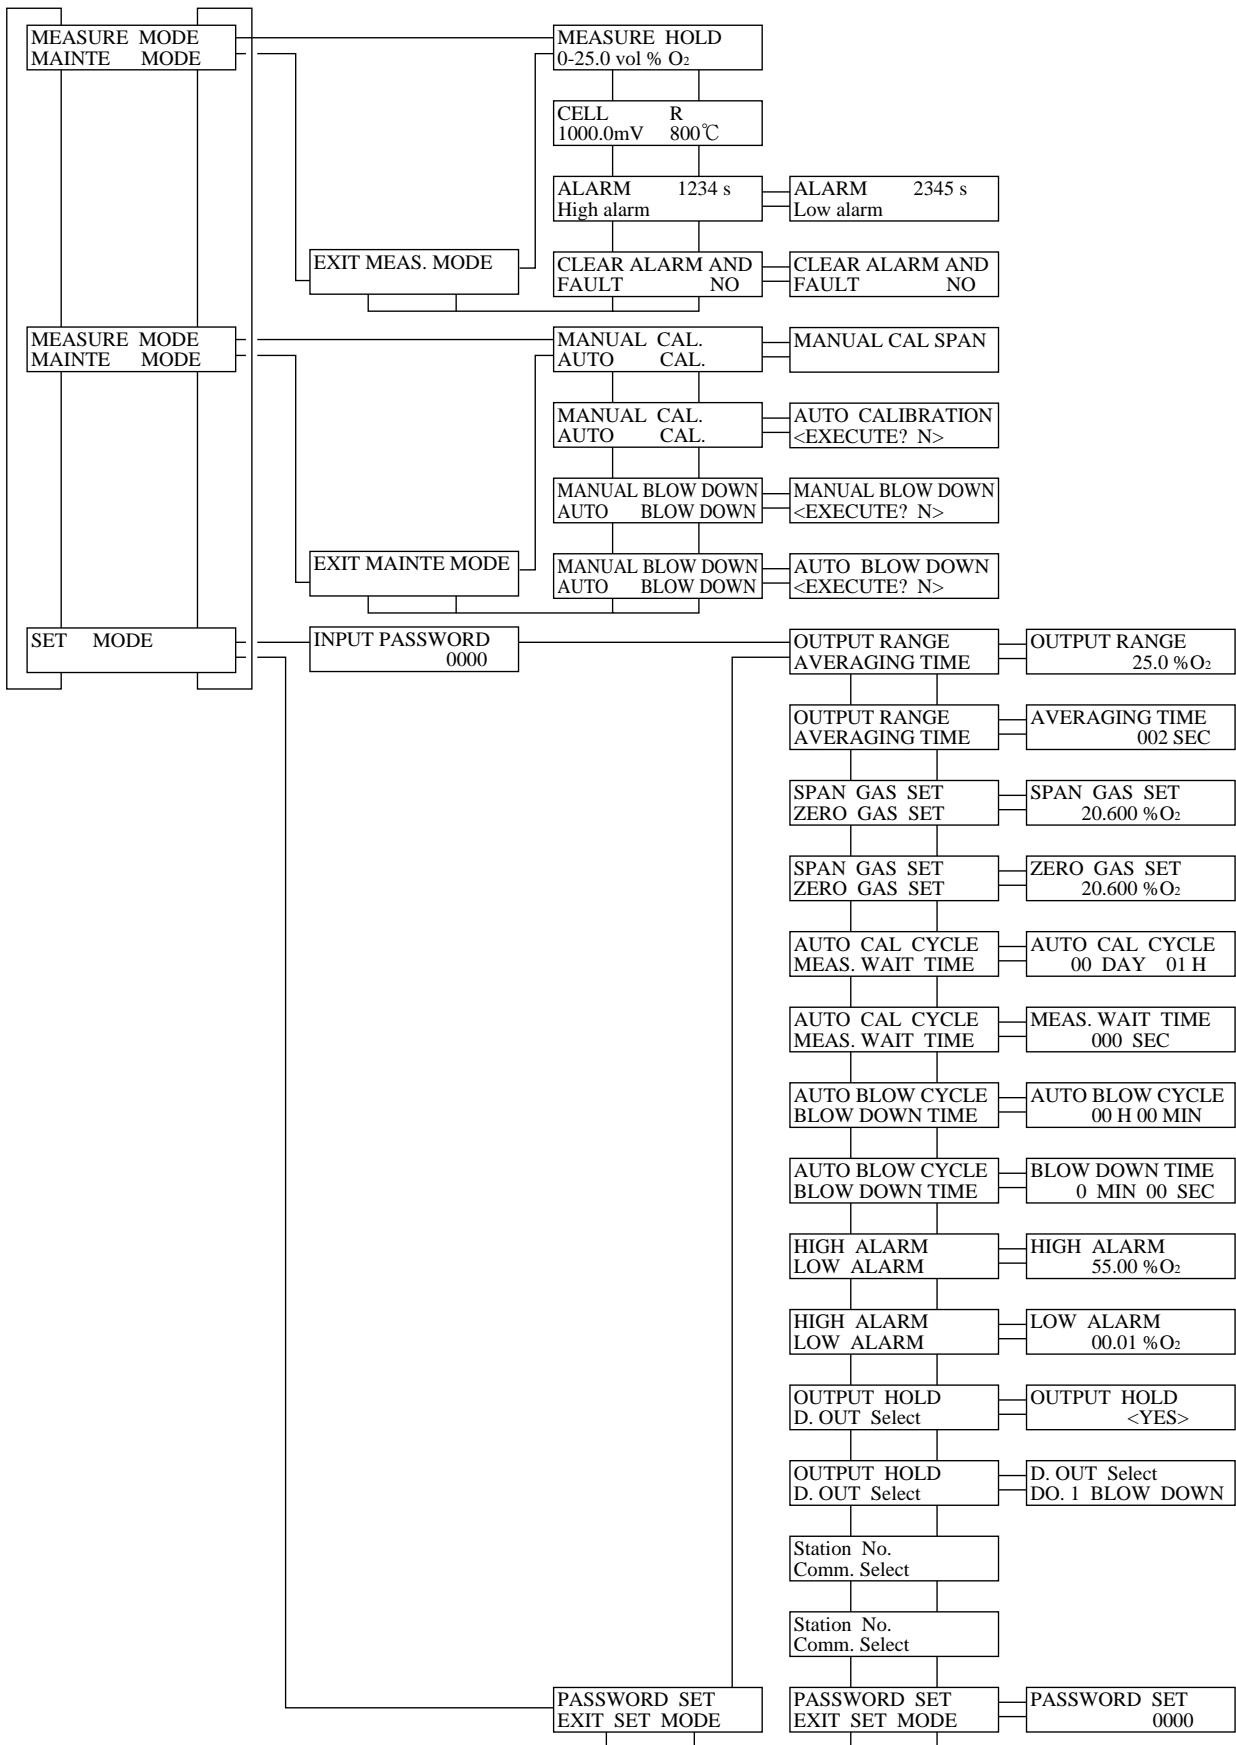 MEASURE MODE
MAINTE MODE
MEASURE HOLD
0-25.0 vol % O₂
CELL R
1000.0mV 800℃
ALARM 1234 s
High alarm
ALARM 2345 s
Low alarm
EXIT MEAS. MODE
CLEAR ALARM AND
FAULT NO
CLEAR ALARM AND
FAULT NO
MEASURE MODE
MAINTE MODE
MANUAL CAL.
AUTO CAL.
MANUAL CAL SPAN
MANUAL CAL.
AUTO CAL.
AUTO CALIBRATION
<EXECUTE? N>
MANUAL BLOW DOWN
AUTO BLOW DOWN
MANUAL BLOW DOWN
<EXECUTE? N>
EXIT MAINTE MODE
MANUAL BLOW DOWN
AUTO BLOW DOWN
AUTO BLOW DOWN
<EXECUTE? N>
SET MODE
INPUT PASSWORD
0000
OUTPUT RANGE
AVERAGING TIME
OUTPUT RANGE
25.0 %O₂
OUTPUT RANGE
AVERAGING TIME
AVERAGING TIME
002 SEC
SPAN GAS SET
ZERO GAS SET
SPAN GAS SET
20.600 %O₂
SPAN GAS SET
ZERO GAS SET
ZERO GAS SET
20.600 %O₂
AUTO CAL CYCLE
MEAS. WAIT TIME
AUTO CAL CYCLE
00 DAY 01 H
AUTO CAL CYCLE
MEAS. WAIT TIME
MEAS. WAIT TIME
000 SEC
AUTO BLOW CYCLE
BLOW DOWN TIME
AUTO BLOW CYCLE
00 H 00 MIN
AUTO BLOW CYCLE
BLOW DOWN TIME
BLOW DOWN TIME
0 MIN 00 SEC
HIGH ALARM
LOW ALARM
HIGH ALARM
55.00 %O₂
HIGH ALARM
LOW ALARM
LOW ALARM
00.01 %O₂
OUTPUT HOLD
D. OUT Select
OUTPUT HOLD
<YES>
OUTPUT HOLD
D. OUT Select
D. OUT Select
DO. 1 BLOW DOWN
Station No.
Comm. Select
Station No.
Comm. Select
PASSWORD SET
EXIT SET MODE
PASSWORD SET
EXIT SET MODE
PASSWORD SET
0000